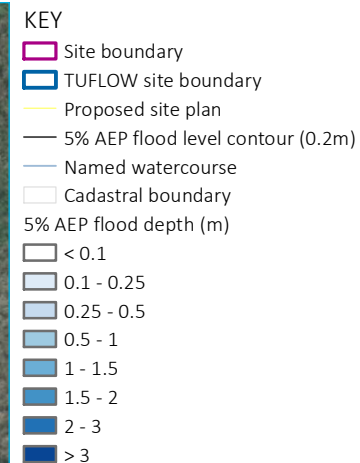 KEY
Site boundary
TUFLOW site boundary
Proposed site plan
5% AEP flood level contour (0.2m)
Named watercourse
Cadastral boundary
5% AEP flood depth (m)
< 0.1
0.1 - 0.25
0.25 - 0.5
0.5 - 1
1 - 1.5
1.5 - 2
2 - 3
> 3